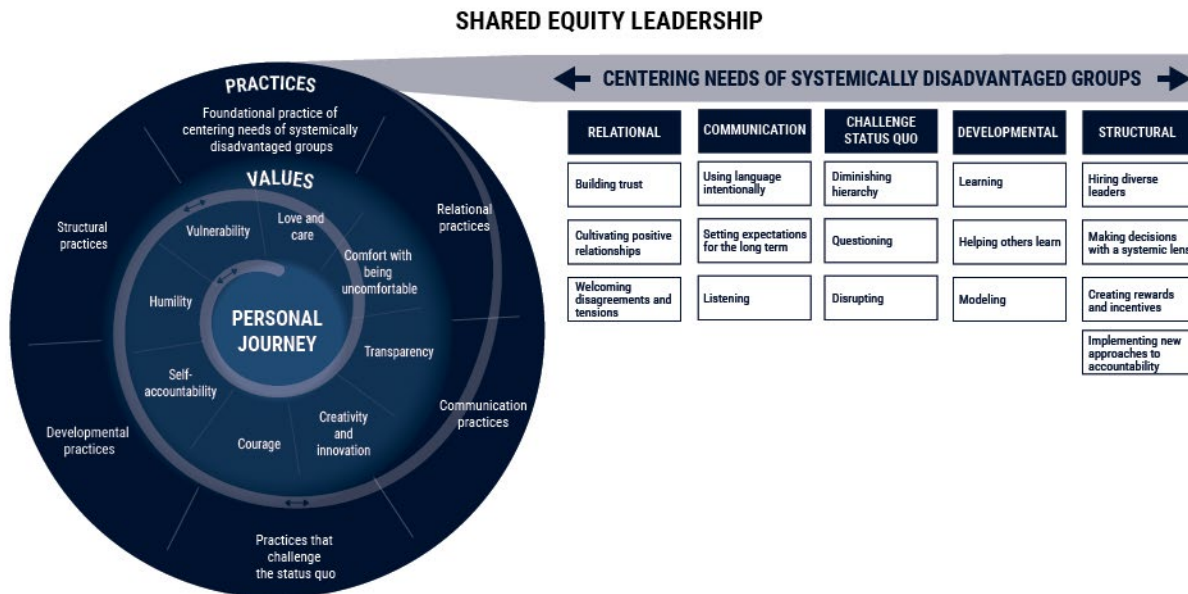 SHARED EQUITY LEADERSHIP
PRACTICES
Foundational practice of
centering needs of systemically
disadvantaged groups
VALUES
Structural
practices
Relational
practices
Vulnerability
Love and
care
Comfort with
being
uncomfortable
Humility
PERSONAL
JOURNEY
Transparency
Self-
accountability
Creativity
and
innovation
Courage
Developmental
practices
Communication
practices
Practices that
challenge
the status quo
CENTERING NEEDS OF SYSTEMICALLY DISADVANTAGED GROUPS
RELATIONAL
Building trust
Cultivating positive
relationships
Welcoming
disagreements and
tensions
COMMUNICATION
Using language
intentionally
Setting expectations
for the long term
Listening
CHALLENGE
STATUS QUO
Diminishing
hierarchy
Questioning
Disrupting
DEVELOPMENTAL
Learning
Helping others learn
Modeling
STRUCTURAL
Hiring diverse
leaders
Making decisions
with a systemic lens
Creating rewards
and incentives
Implementing new
approaches to
accountability